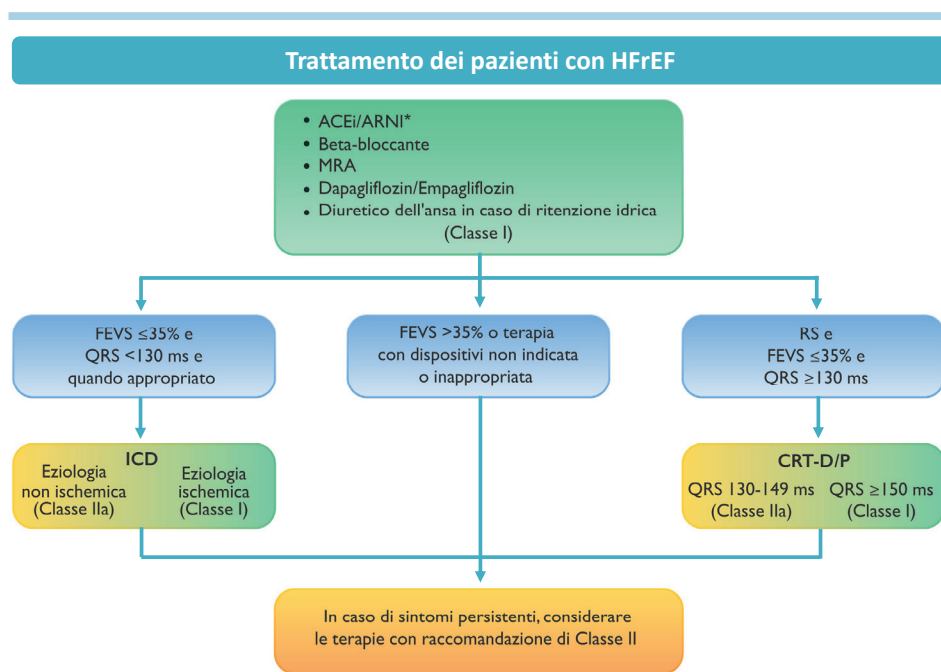 Trattamento dei pazienti con HFrEF
• ACEi/ARNI*
• Beta-bloccante
• MRA
• Dapagliflozin/Empagliflozin
• Diuretico dell'ansa in caso di ritenzione idrica
(Classe I)
FEVS ≤35% e
QRS <130 ms e
quando appropriato
FEVS >35% o terapia
con dispositivi non indicata
o inappropriata
RS e
FEVS ≤35% e
QRS ≥130 ms
ICD
Eziologia
non ischemica
(Classe IIa)
Eziologia
ischemica
(Classe I)
CRT-D/P
QRS 130-149 ms
(Classe IIa)
QRS ≥150 ms
(Classe I)
In caso di sintomi persistenti, considerare
le terapie con raccomandazione di Classe II